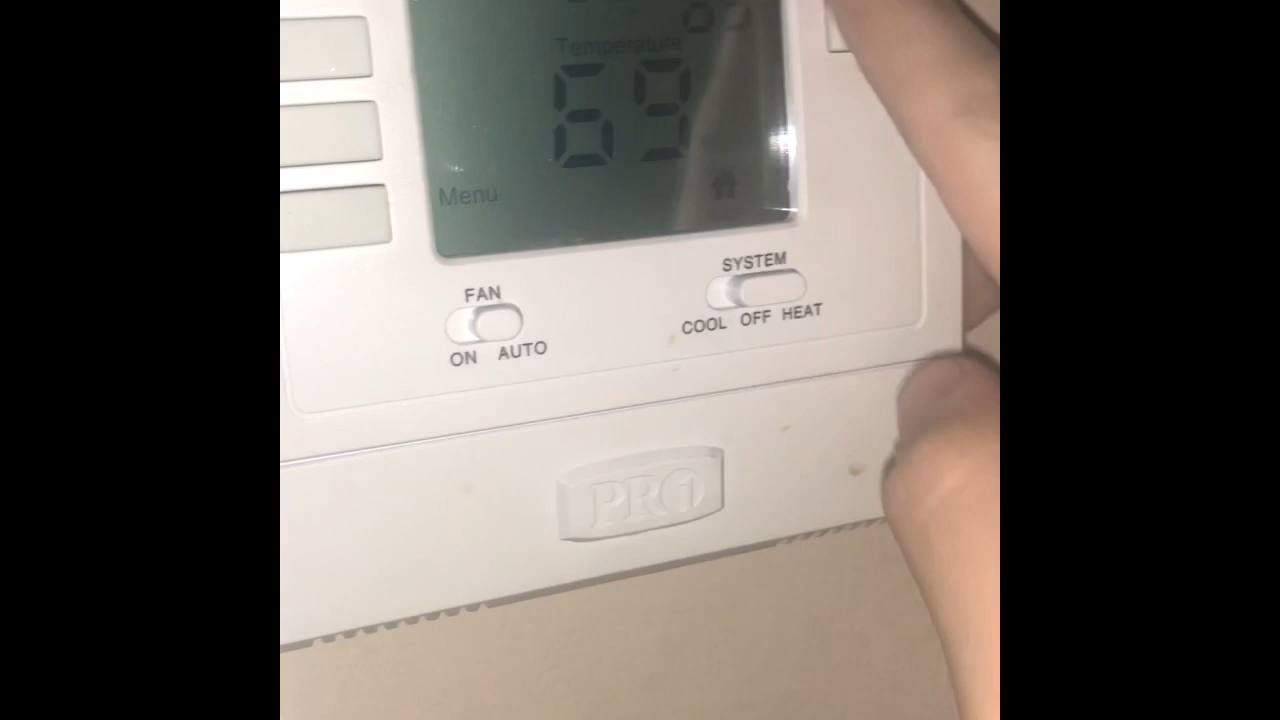 Temperature
69
Menu
SYSTEM
FAN
COOL OFF HEAT
ON AUTO
PRO1